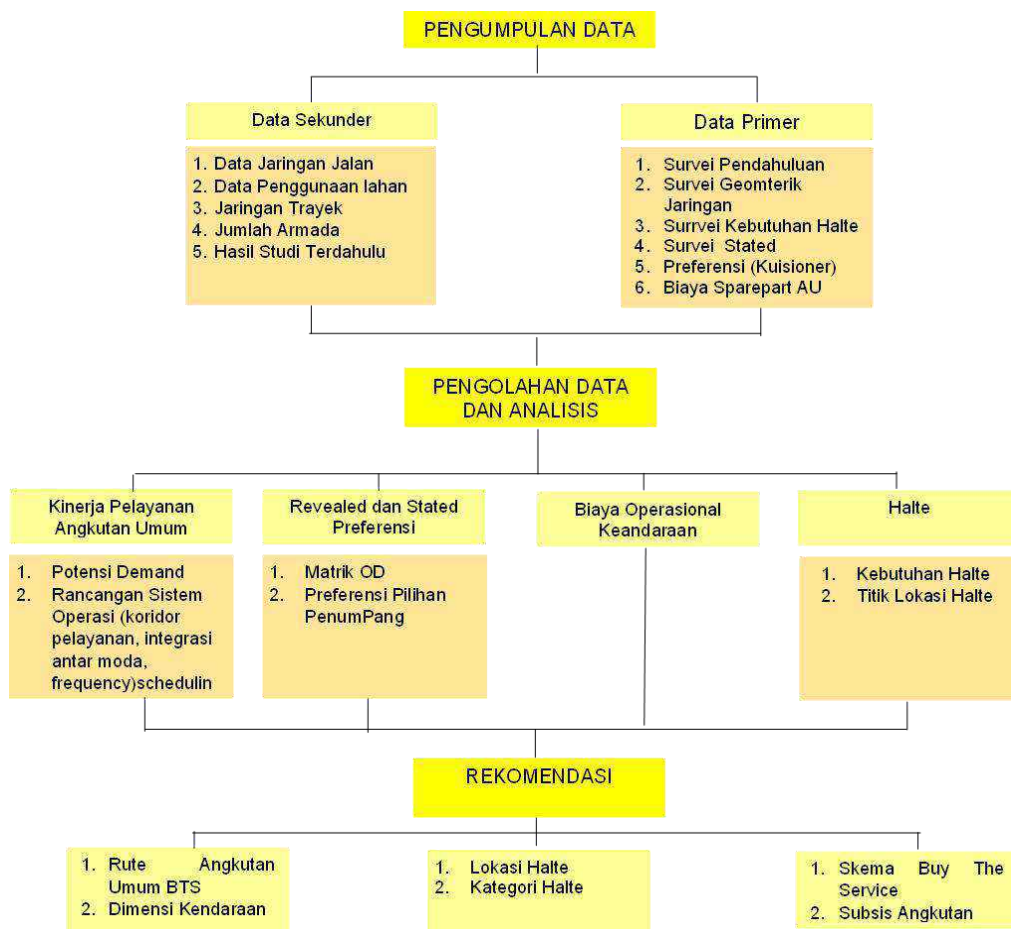 PENGUMPULAN DATA
Data Sekunder
1. Data Jaringan Jalan
2. Data Penggunaan lahan
3. Jaringan Trayek
4. Jumlah Armada
5. Hasil Studi Terdahulu
Data Primer
1. Survei Pendahuluan
2. Survei Geomterik
Jaringan
3. Surrvei Kebutuhan Halte
4. Survei Stated
5. Preferensi (Kuisioner)
6. Biaya Sparepart AU
PENGOLAHAN DATA
DAN ANALISIS
Kinerja Pelayanan
Angkutan Umum
1. Potensi Demand
2. Rancangan Sistem
Operasi (koridor
pelayanan, integrasi
antar moda,
frequency)schedulin
Revealed dan Stated
Preferensi
1. Matrik OD
2. Preferensi Pilihan
PenumPang
Biaya Operasional
Keandaraan
Halte
1. Kebutuhan Halte
2. Titik Lokasi Halte
REKOMENDASI
1. Rute Angkutan
Umum BTS
2. Dimensi Kendaraan
1. Lokasi Halte
2. Kategori Halte
1. Skema Buy The
Service
2. Subsis Angkutan